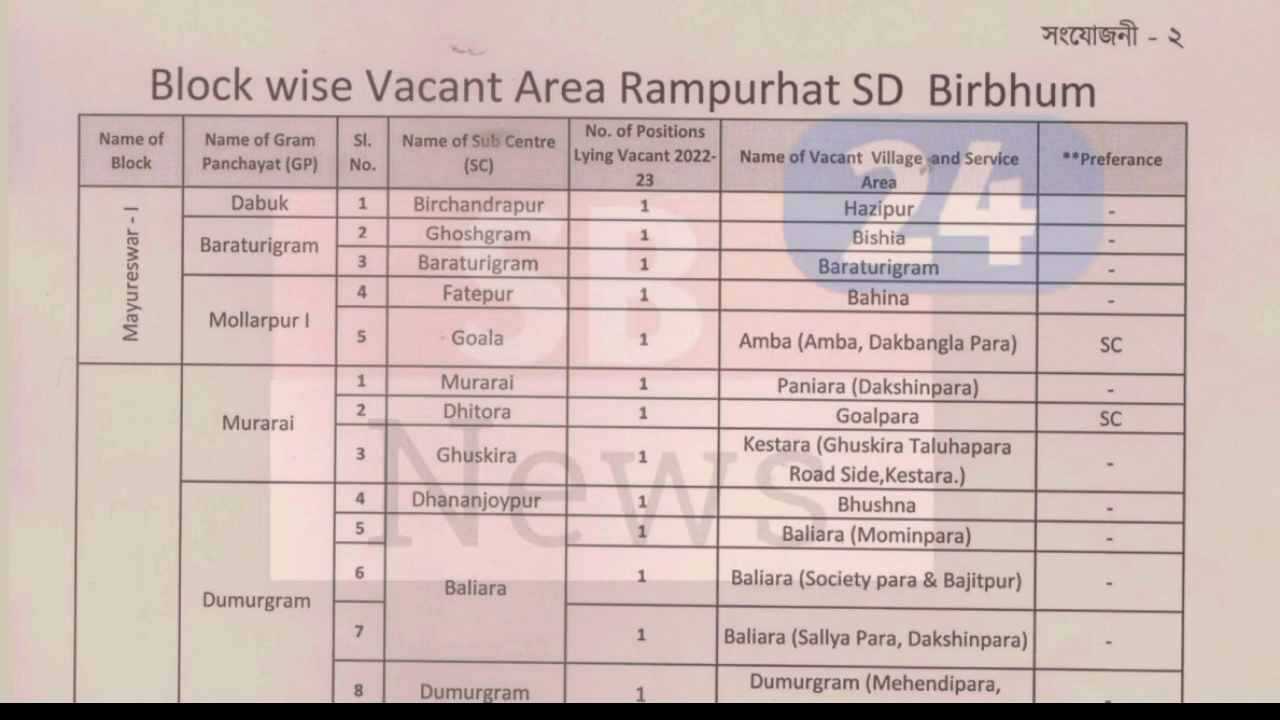 সংযোজনী - ২
Block wise Vacant Area Rampurhat SD Birbhum
Name of Block | Name of Gram Panchayat (GP) | Sl. No. | Name of Sub Centre (SC) | No. of Positions Lying Vacant 2022-23 | Name of Vacant Village and Service Area | **Preferance
Mayureswar - I | Dabuk | 1 | Birchandrapur | 1 | Hazipur | -
Baraturigram | 2 | Ghoshgram | 1 | Bishia | -
3 | Baraturigram | 1 | Baraturigram | -
Mollarpur I | 4 | Fatepur | 1 | Bahina | -
5 | Goala | 1 | Amba (Amba, Dakbangla Para) | SC
Murarai | 1 | Murarai | 1 | Paniara (Dakshinpara) | -
2 | Dhitora | 1 | Goalpara | SC
3 | Ghuskira | 1 | Kestara (Ghuskira Taluhapara Road Side,Kestara.) | -
Dumurgram | 4 | Dhananjoypur | 1 | Bhushna | -
5 | Baliara | 1 | Baliara (Mominpara) | -
6 | 1 | Baliara (Society para & Bajitpur) | -
7 | 1 | Baliara (Sallya Para, Dakshinpara) | -
8 | Dumurgram | 1 | Dumurgram (Mehendipara, | -
SB
24
News